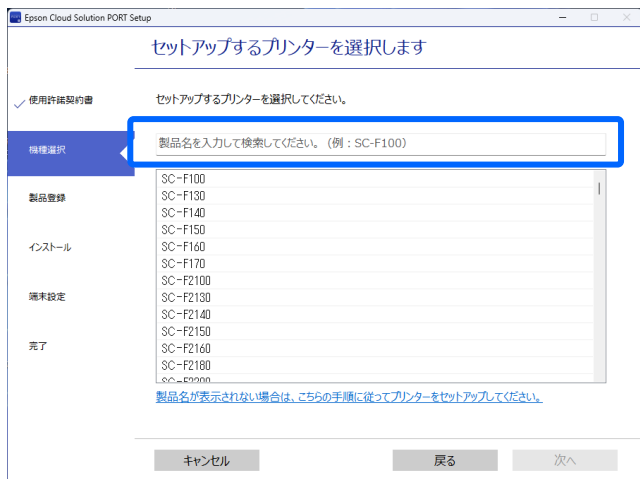 Epson Cloud Solution PORT Setup
セットアップするプリンターを選択します
使用許諾契約書
機種選択
製品登録
インストール
端末設定
完了
セットアップするプリンターを選択してください。
製品名を入力して検索してください。（例：SC-F100）
SC-F100
SC-F130
SC-F140
SC-F150
SC-F160
SC-F170
SC-F2100
SC-F2130
SC-F2140
SC-F2150
SC-F2160
SC-F2180
製品名が表示されない場合は、こちらの手順に従ってプリンターをセットアップしてください。
キャンセル
戻る
次へ